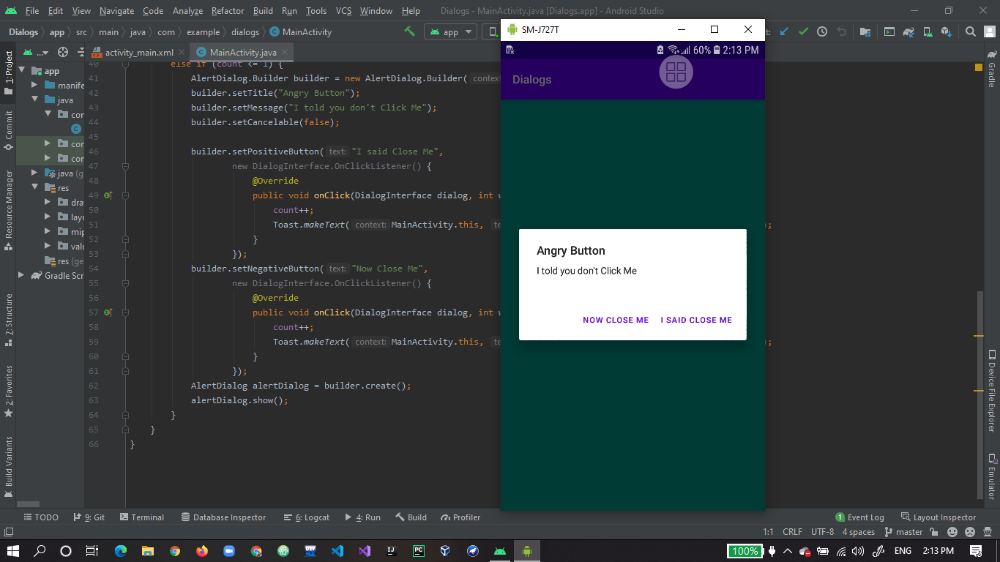 File Edit View Navigate Code Analyze Refactor Build Run Tools VCS Window Help Dialogs - MainActivity.java [Dialogs.app] - Android Studio
Dialogs app src main java com example dialogs MainActivity app
1: Project
Commit
Resource Manager
7: Structure
2: Favorites
Build Variants
...
app
manife
java
con
con
con
java (g
res
dra
layo
mip
valu
res (ge
Gradle Scr
activity_main.xml MainActivity.java
40 else if (count <= 1) {
41 AlertDialog.Builder builder = new AlertDialog.Builder( context
42 builder.setTitle("Angry Button");
43 builder.setMessage("I told you don't Click Me");
44 builder.setCancelable(false);
45
46 builder.setPositiveButton( text: "I said Close Me",
47 new DialogInterface.OnClickListener() {
48 @Override
49 public void onClick(DialogInterface dialog, int w
50 count++;
51 Toast.makeText( context: MainActivity.this, te );
52 }
53 });
54 builder.setNegativeButton( text: "Now Close Me",
55 new DialogInterface.OnClickListener() {
56 @Override
57 public void onClick(DialogInterface dialog, int w
58 count++;
59 Toast.makeText( context: MainActivity.this, te );
60 }
61 });
62 AlertDialog alertDialog = builder.create();
63 alertDialog.show();
64 }
65 }
66 }
SM-J727T
60% 2:13 PM
Dialogs
Angry Button
I told you don't Click Me
NOW CLOSE ME I SAID CLOSE ME
Gradle
Device File Explorer
Emulator
TODO 9: Git Terminal Database Inspector 6: Logcat 4: Run Build Profiler 1 Event Log Layout Inspector
1:1 CRLF UTF-8 4 spaces master
100% ENG 2:13 PM